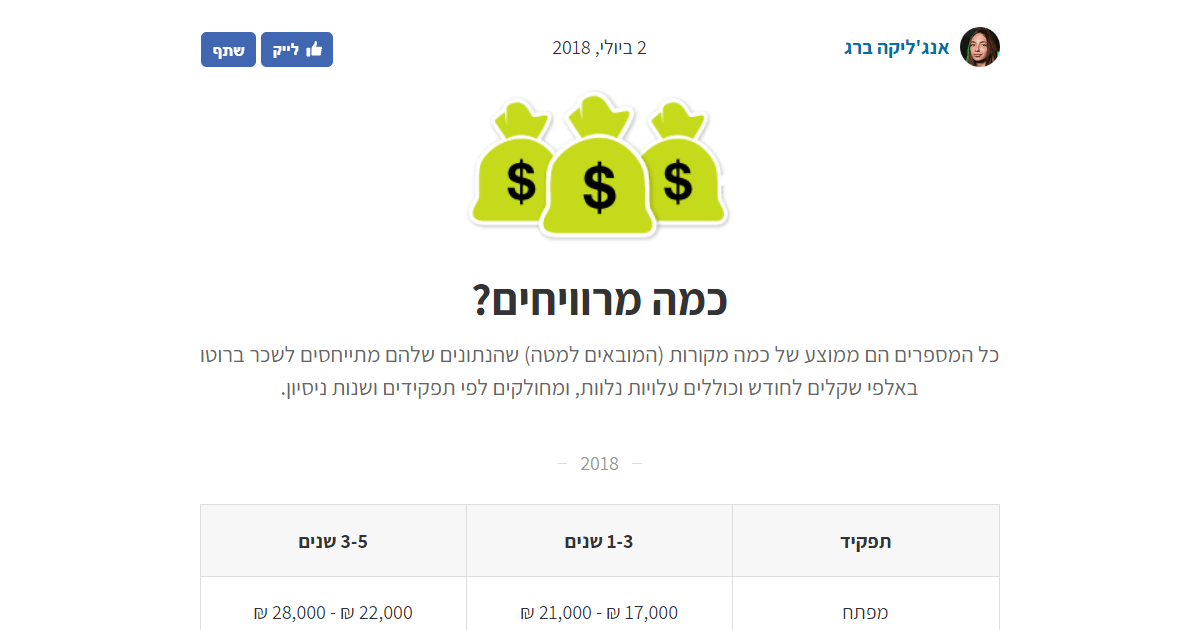 אנג'ליקה ברג
2 ביולי, 2018
לייק
שתף
$ $ $
כמה מרוויחים?
כל המספרים הם ממוצע של כמה מקורות (המובאים למטה) שהנתונים שלהם מתייחסים לשכר ברוטו
באלפי שקלים לחודש וכוללים עלויות נלוות, ומחולקים לפי תפקידים ושנות ניסיון.
– 2018 –
תפקיד 1-3 שנים 3-5 שנים
מפתח 17,000 ₪ - 21,000 ₪ 22,000 ₪ - 28,000 ₪